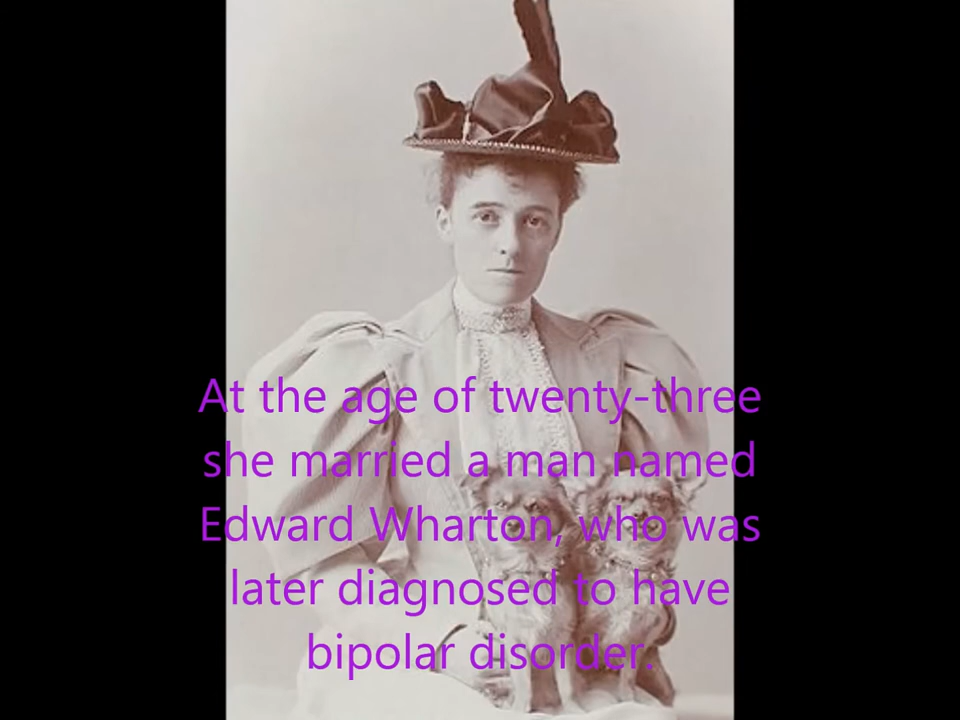 At the age of twenty-three
she married a man named
Edward Wharton, who was
later diagnosed to have
bipolar disorder.